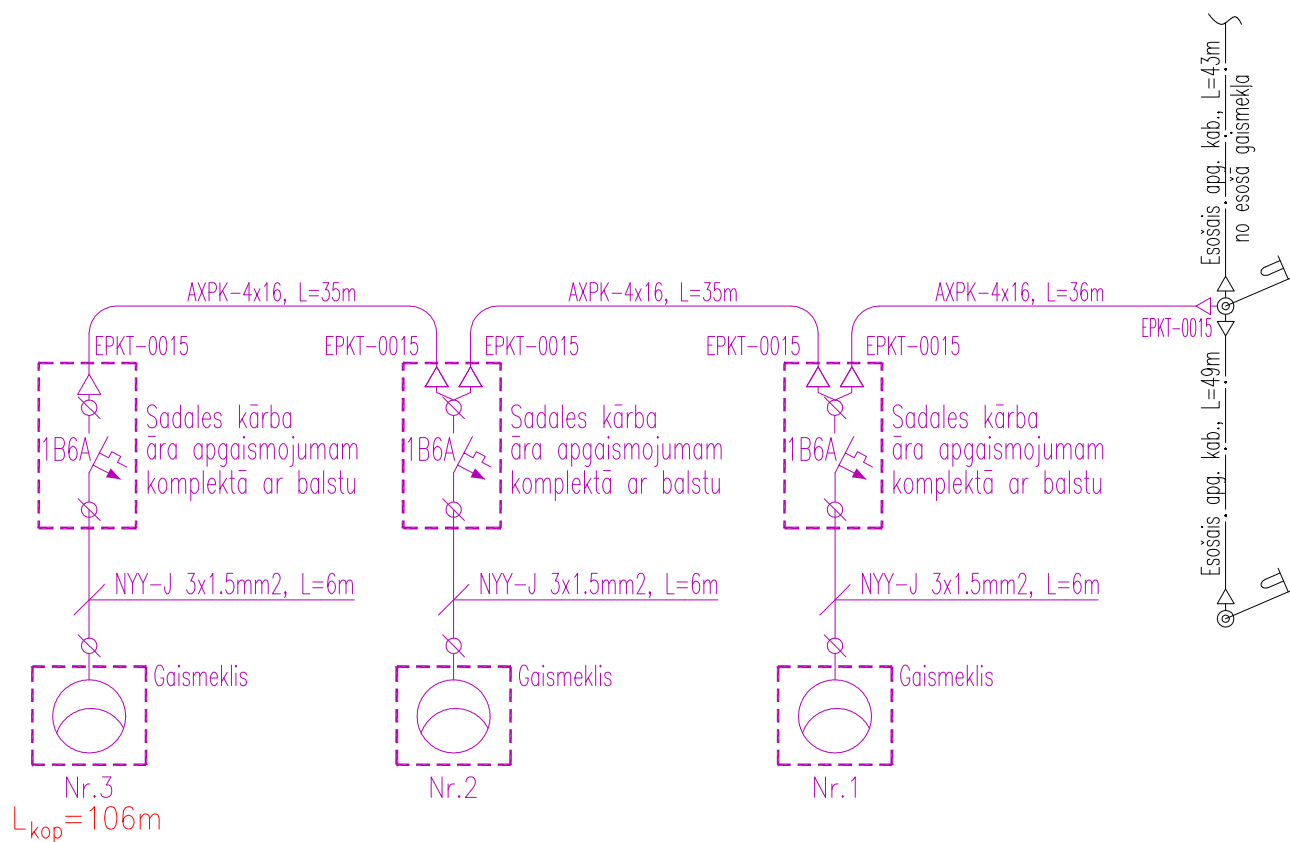 Esošais apg. kab., L=43m
no esošā gaismekļa
AXPK-4x16, L=35m
AXPK-4x16, L=35m
AXPK-4x16, L=36m
EPKT-0015
EPKT-0015
EPKT-0015
EPKT-0015
EPKT-0015
EPKT-0015
Esošais apg. kab., L=49m
1B6A
Sadales kārba
āra apgaismojumam
komplektā ar balstu
1B6A
Sadales kārba
āra apgaismojumam
komplektā ar balstu
1B6A
Sadales kārba
āra apgaismojumam
komplektā ar balstu
NYY-J 3x1.5mm2, L=6m
NYY-J 3x1.5mm2, L=6m
NYY-J 3x1.5mm2, L=6m
Gaismeklis
Gaismeklis
Gaismeklis
Nr.3
Nr.2
Nr.1
Lkop=106m